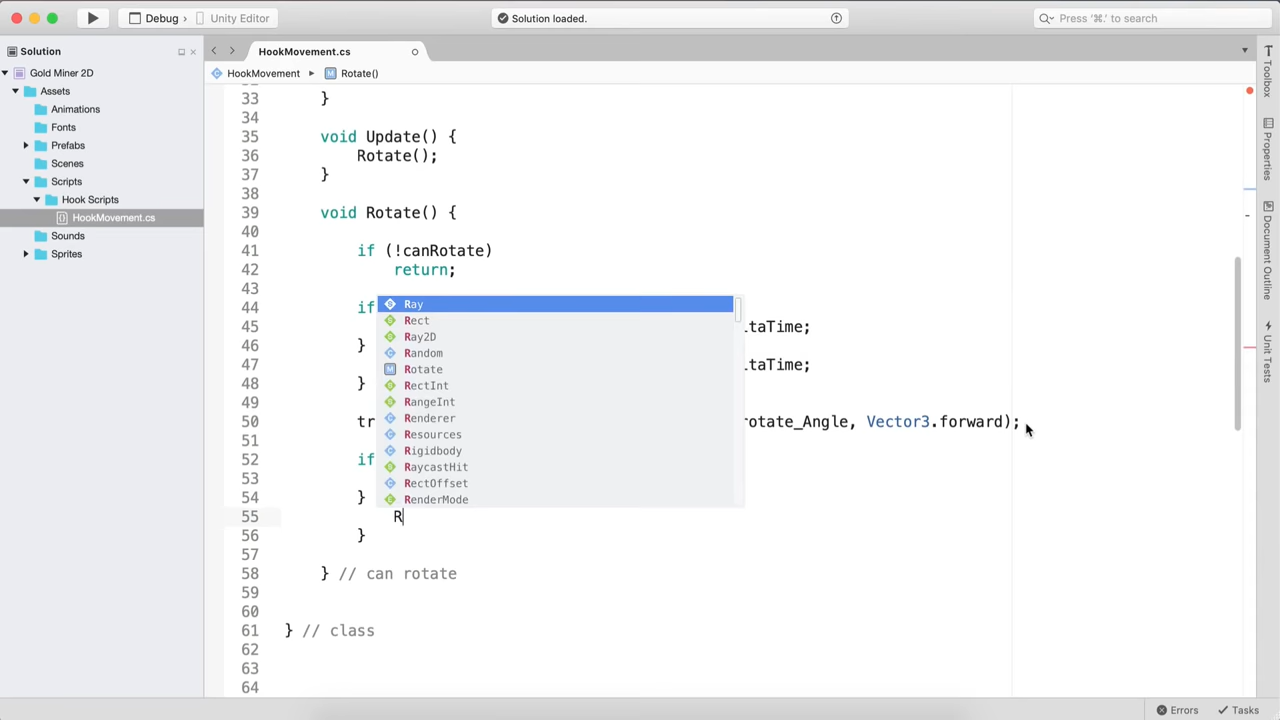 Debug › Unity Editor
Solution loaded.
Press '⌘.' to search
Solution
Gold Miner 2D
Assets
Animations
Fonts
Prefabs
Scenes
Scripts
Hook Scripts
HookMovement.cs
Sounds
Sprites
HookMovement.cs
HookMovement
Rotate()
33 }
34
35 void Update() {
36 Rotate();
37 }
38
39 void Rotate() {
40
41 if (!canRotate)
42 return;
43
44 if
45 ltaTime;
46 }
47 ltaTime;
48 }
49
50 tr otate_Angle, Vector3.forward);
51
52 if
53
54 }
55 R
56 }
57
58 } // can rotate
59
60
61 } // class
62
63
64
Ray
Rect
Ray2D
Random
Rotate
RectInt
RangeInt
Renderer
Resources
Rigidbody
RaycastHit
RectOffset
RenderMode
Toolbox
Properties
Document Outline
Unit Tests
Errors
Tasks